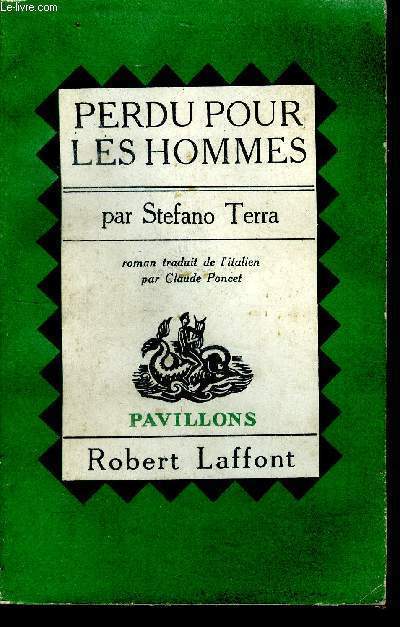 Le-livre.com
PERDU POUR
LES HOMMES
par Stefano Terra
roman traduit de l'italien
par Claude Poncet
PAVILLONS
Robert Laffont